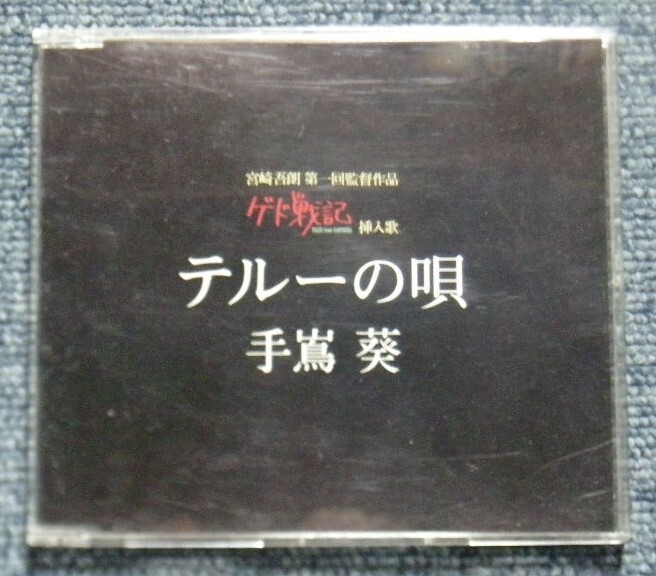 宮崎吾朗 第一回監督作品
ゲド戦記 挿入歌
テルーの唄
手嶌 葵